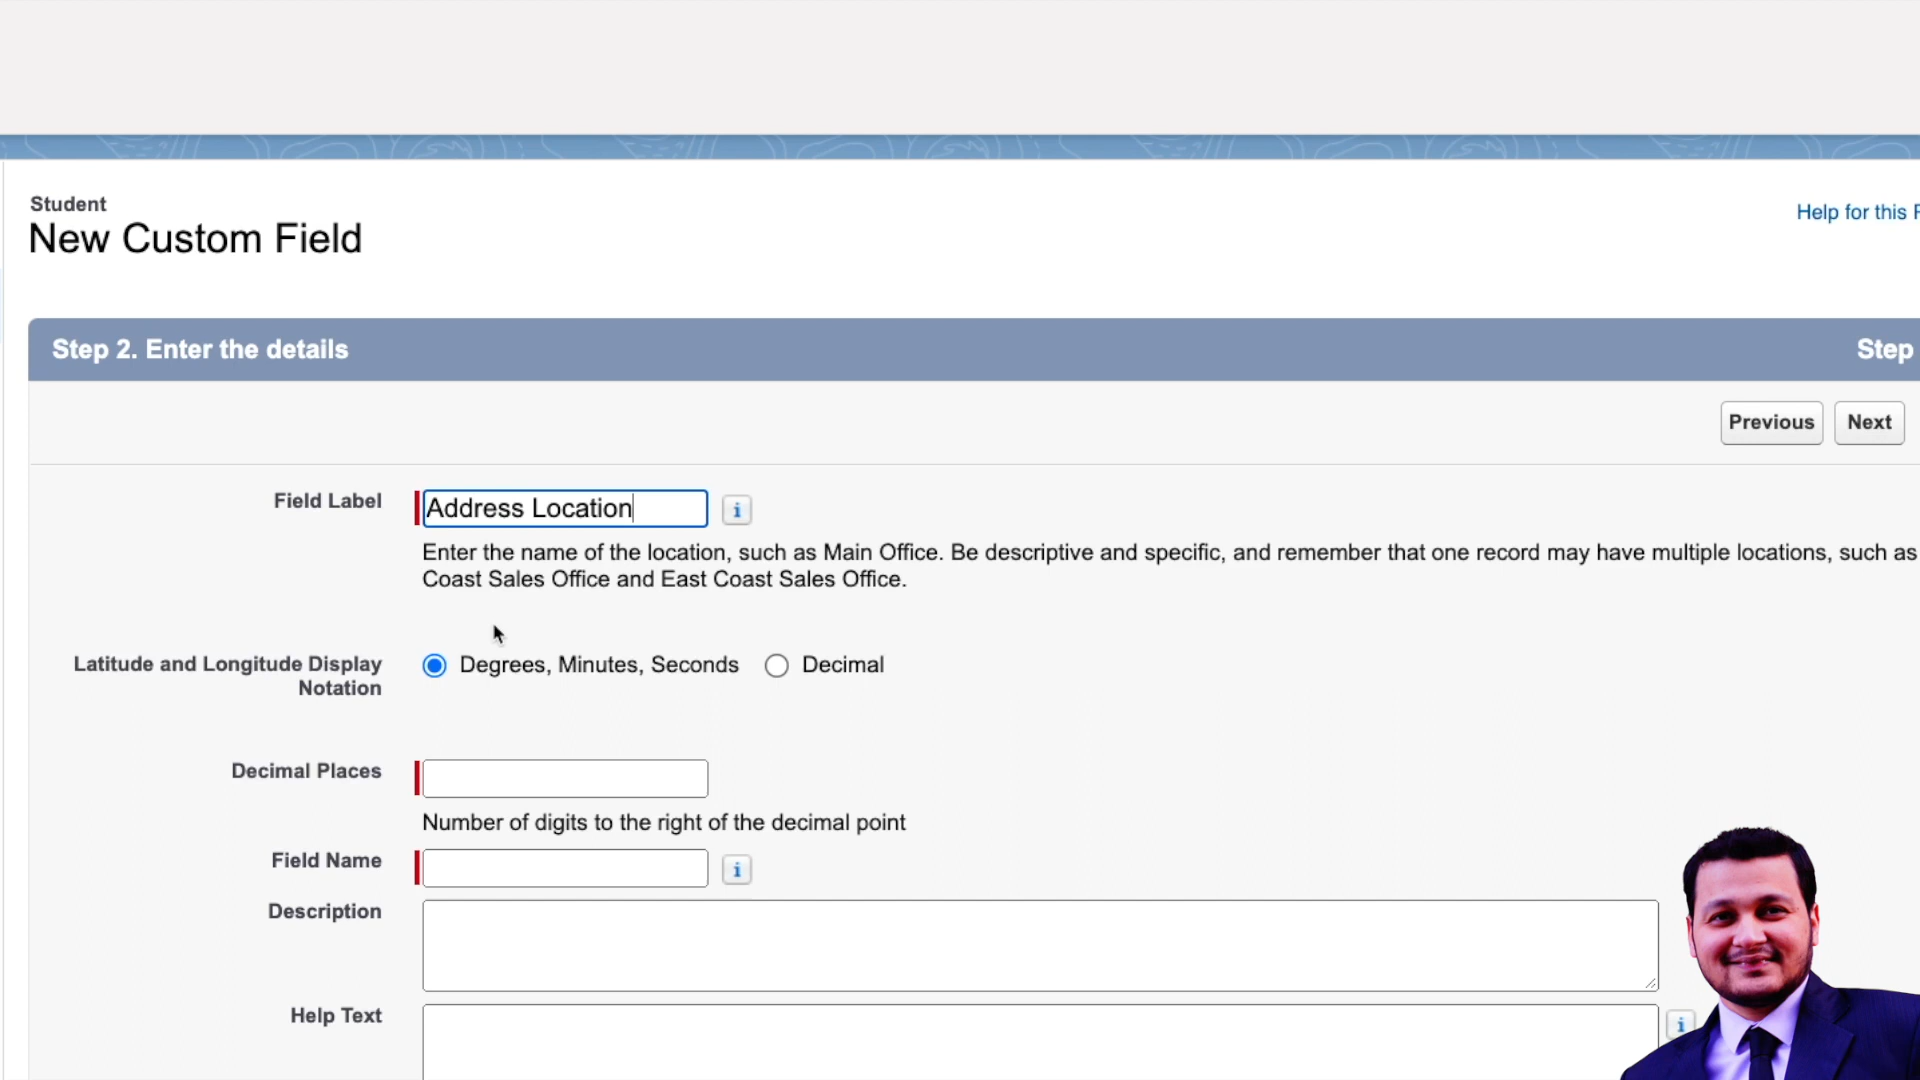 Student
New Custom Field
Help for this
Step 2. Enter the details
Step
Previous
Next
Field Label
Address Location
Enter the name of the location, such as Main Office. Be descriptive and specific, and remember that one record may have multiple locations, such as
Coast Sales Office and East Coast Sales Office.
Latitude and Longitude Display
Notation
Degrees, Minutes, Seconds
Decimal
Decimal Places
Number of digits to the right of the decimal point
Field Name
Description
Help Text